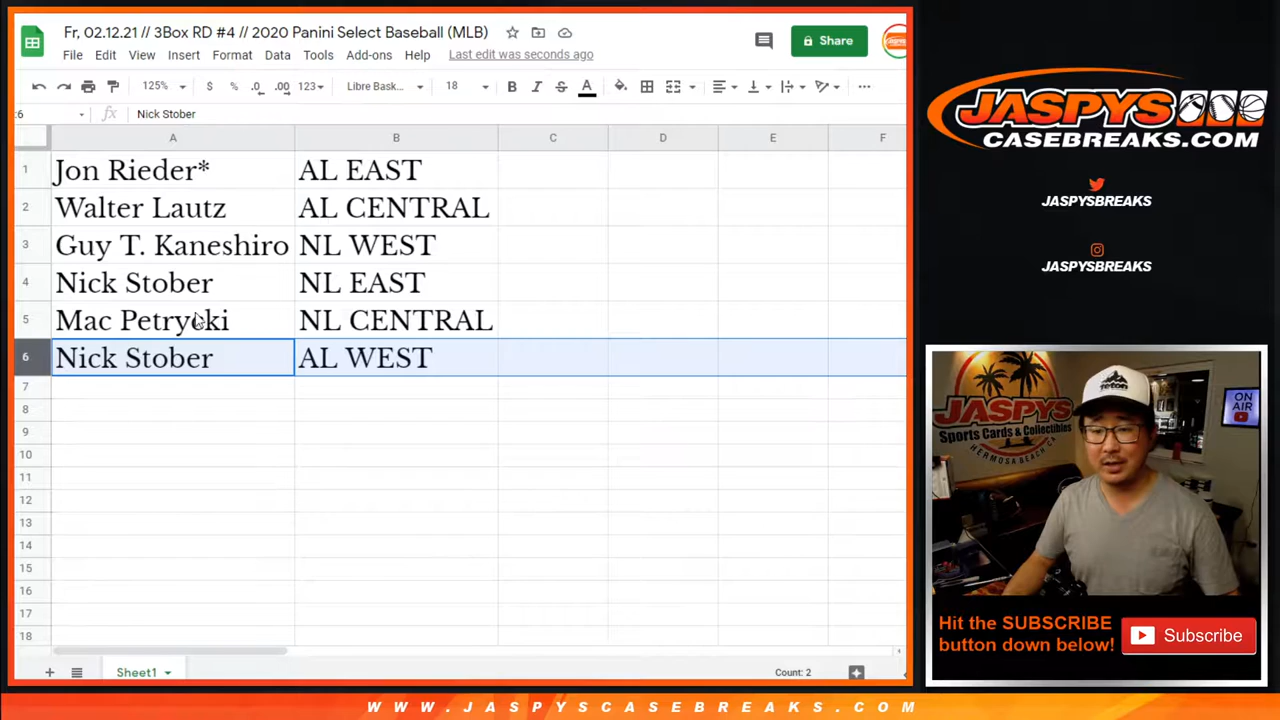 Fr, 02.12.21 // 3Box RD #4 // 2020 Panini Select Baseball (MLB)
File Edit View Insert Format Data Tools Add-ons Help Last edit was seconds ago
Share
125% $ % .0 .00 123 Libre Bask... 18 B I S A
:6 fx Nick Stober
A B C D E F
1 Jon Rieder* AL EAST
2 Walter Lautz AL CENTRAL
3 Guy T. Kaneshiro NL WEST
4 Nick Stober NL EAST
5 Mac Petrycki NL CENTRAL
6 Nick Stober AL WEST
7
8
9
10
11
12
13
14
15
16
17
18
Sheet1 Count: 2
JASPYS
CASEBREAKS.COM
JASPYSBREAKS
JASPYSBREAKS
JASPYS
Sports Cards & Collectibles
HERMOSA BEACH CA
Teton
ON
AIR
Hit the SUBSCRIBE
button down below!
Subscribe
WWW.JASPYSCASEBREAKS.COM